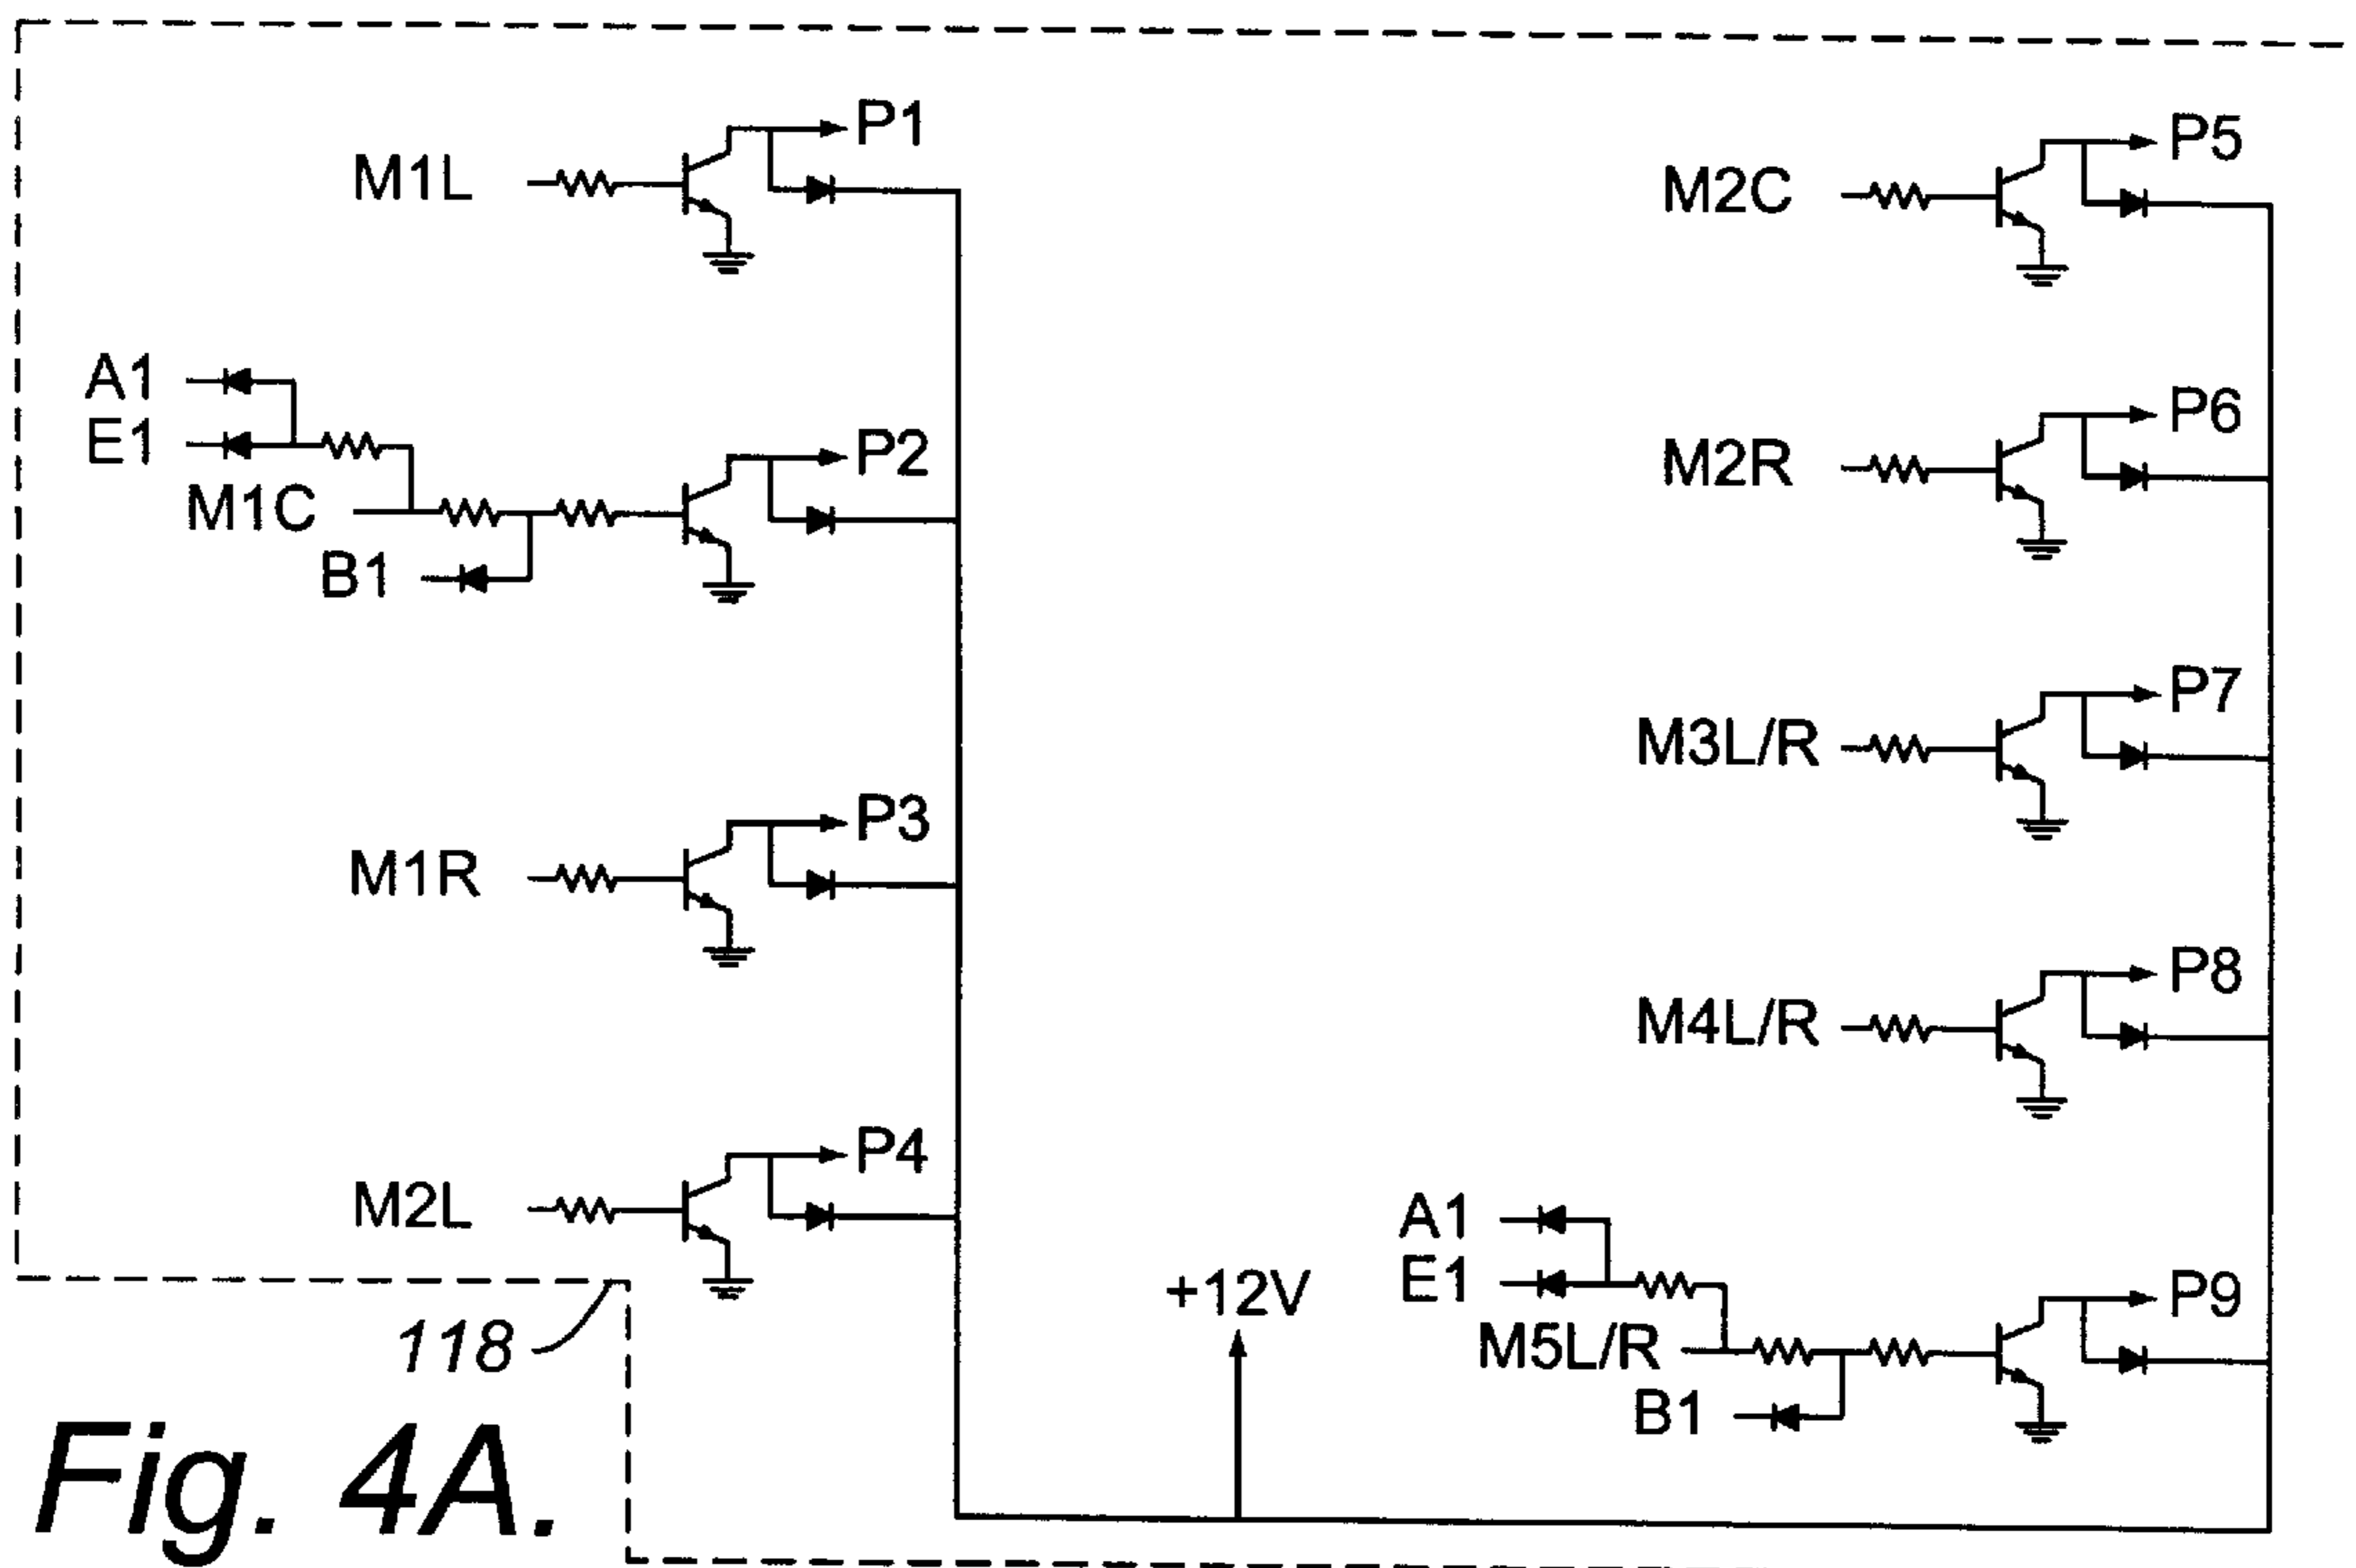 M1L
P1
A1
E1
M1C
B1
P2
M1R
P3
M2L
P4
118
+12V
M2C
P5
M2R
P6
M3L/R
P7
M4L/R
P8
A1
E1
M5L/R
B1
P9
Fig. 4A.